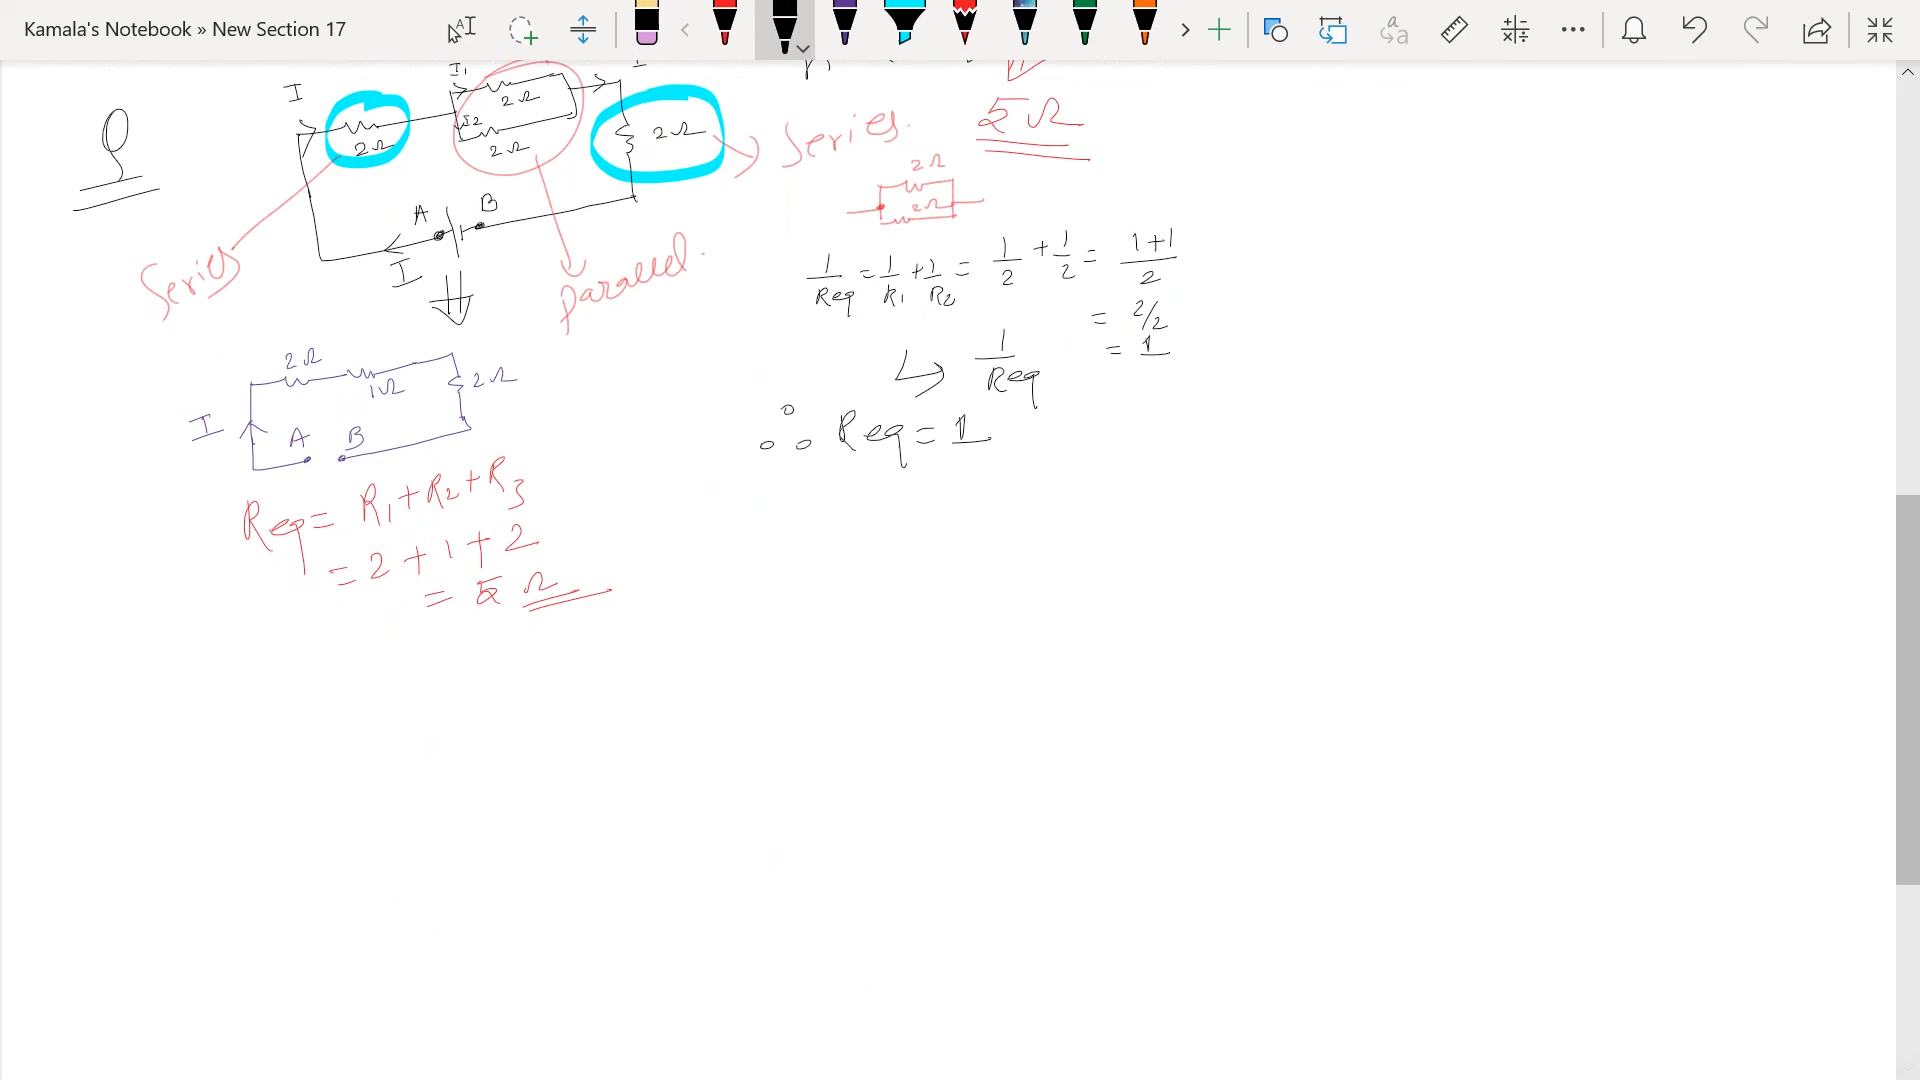 Kamala's Notebook » New Section 17
I
I1
2Ω
I2
2Ω
2Ω
2Ω
Series.
5Ω
2Ω
2Ω
A
B
I
Series
Parallel.
1/Req = 1/R1 + 1/R2 = 1/2 + 1/2 = 1+1/2
= 2/2
= 1
1/Req
∴ Req = 1
2Ω
1Ω
2Ω
I
A
B
Req = R1 + R2 + R3
= 2 + 1 + 2
= 5 Ω